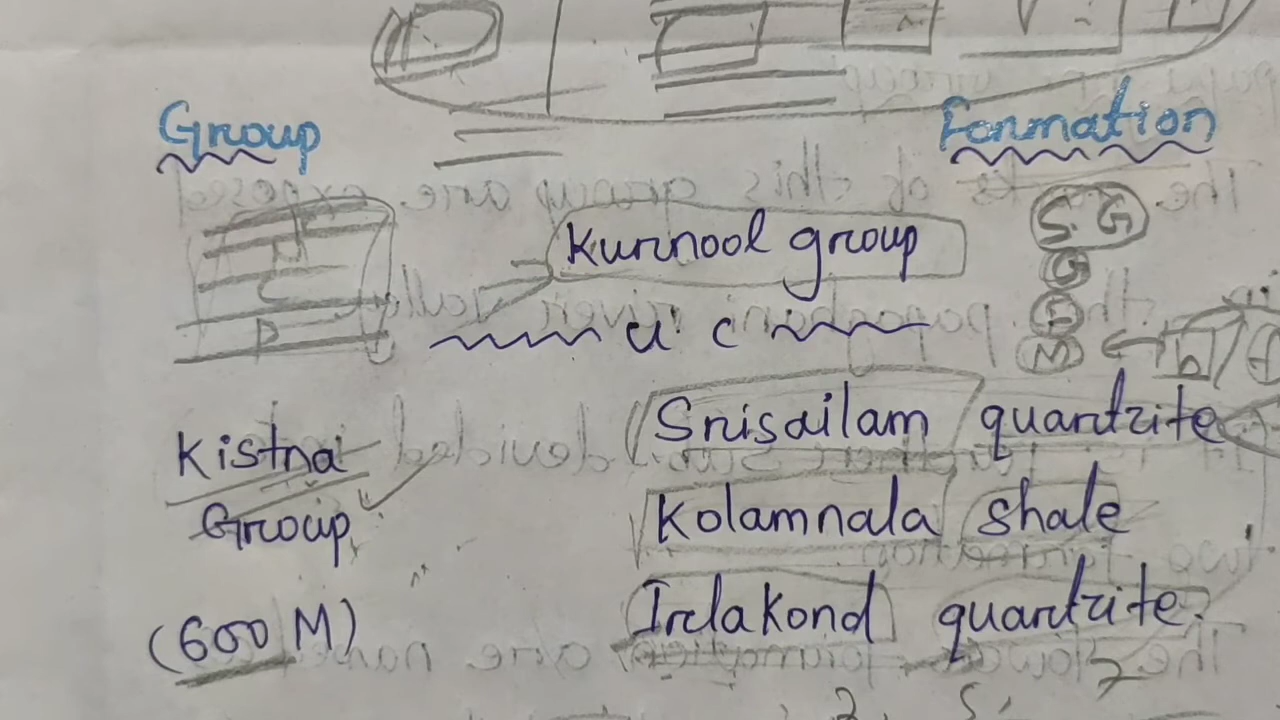 Group Formation
Kurnool group
u c
Srisailam quartzite
Kistna
Kolamnala shale
Group
Irlakond quartzite
(600 M)